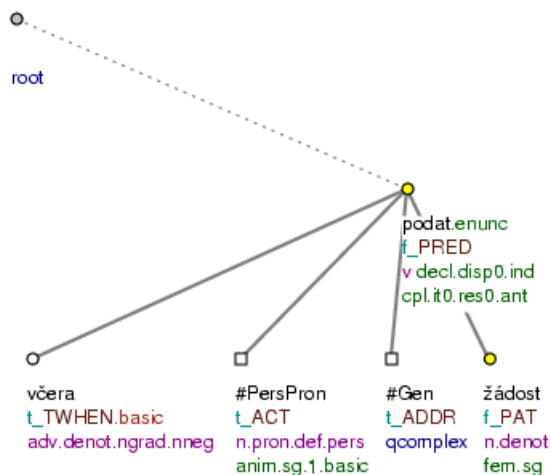 root
podat.enunc
f_PRED
v decl.disp0.ind
cpl.it0.res0.ant
včera
t_TWHEN.basic
adv.denot.ngrad.nneg
#PersPron
t_ACT
n.pron.def.pers
anim.sg.1.basic
#Gen
t_ADDR
qcomplex
žádost
f_PAT
n.denot
fem.sg